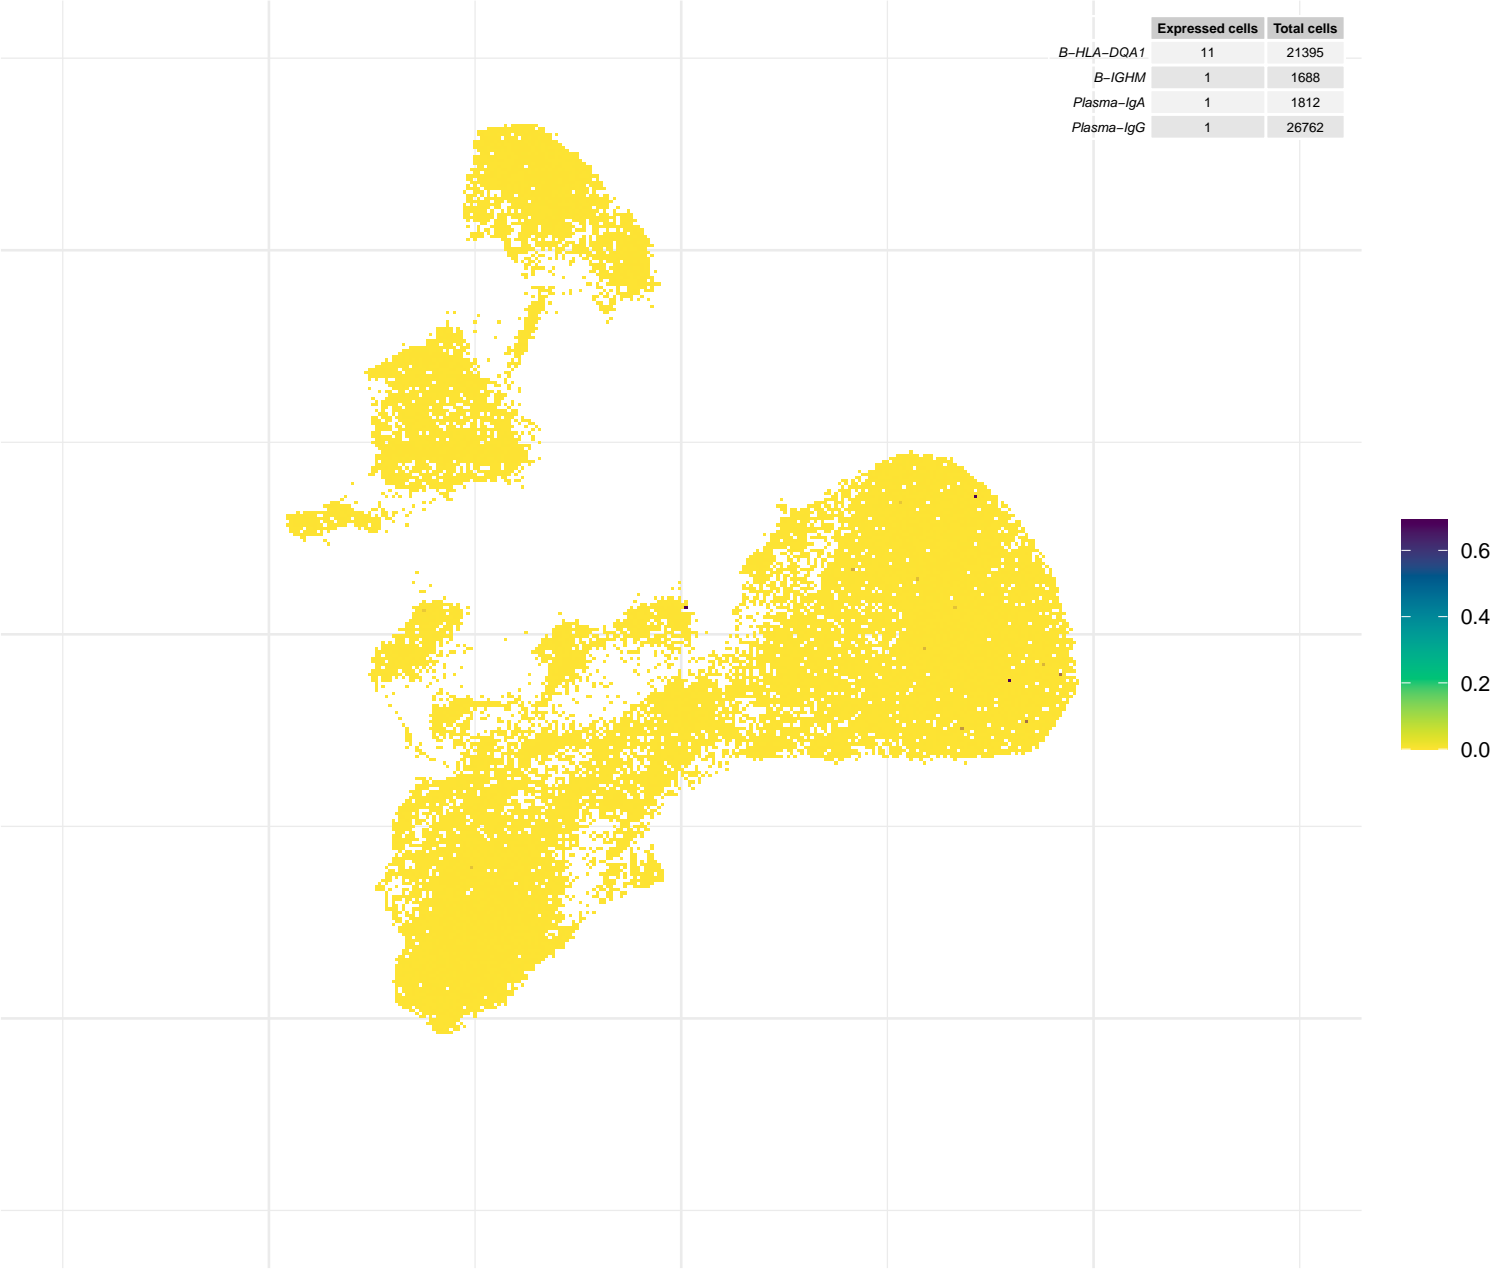 Expressed cells Total cells
B−HLA−DQA1 11 21395
B−IGHM 1 1688
Plasma−IgA 1 1812
Plasma−IgG 1 26762
0.6
0.4
0.2
0.0